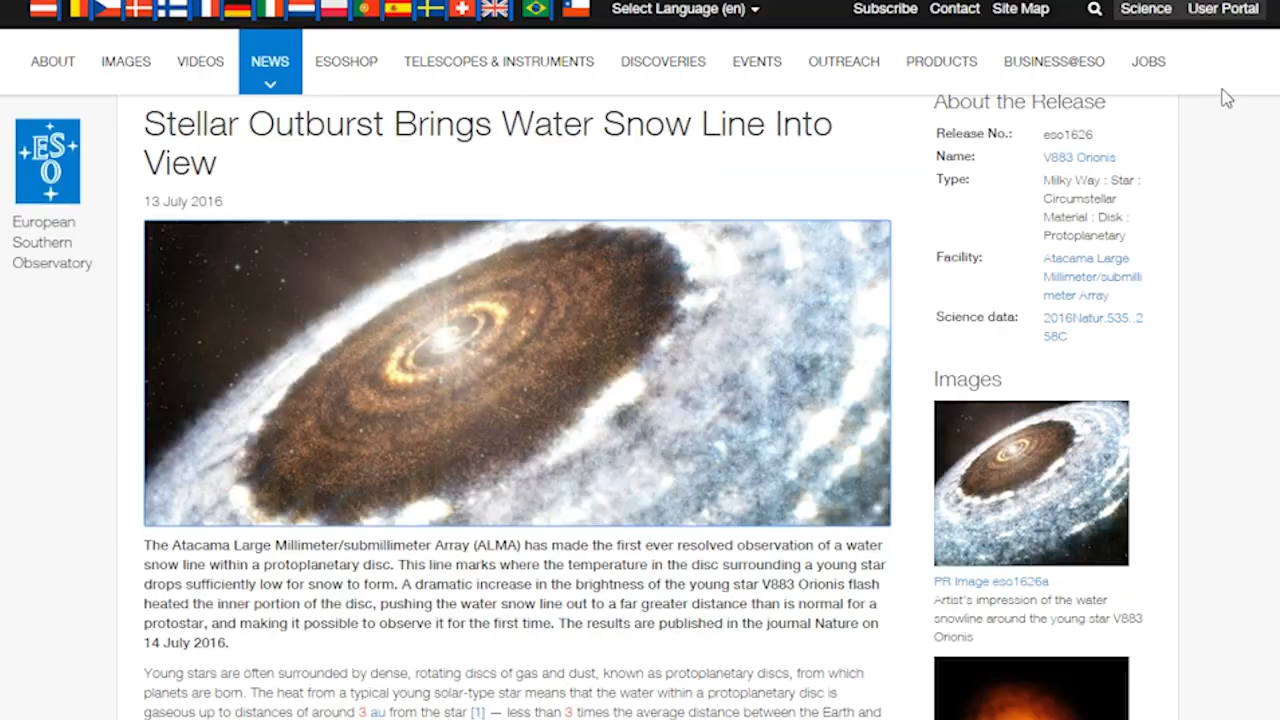 Select Language (en)
Subscribe Contact Site Map Science User Portal
ABOUT IMAGES VIDEOS NEWS ESOSHOP TELESCOPES & INSTRUMENTS DISCOVERIES EVENTS OUTREACH PRODUCTS BUSINESS@ESO JOBS
ES
O
European
Southern
Observatory
Stellar Outburst Brings Water Snow Line Into
View
13 July 2016
The Atacama Large Millimeter/submillimeter Array (ALMA) has made the first ever resolved observation of a water
snow line within a protoplanetary disc. This line marks where the temperature in the disc surrounding a young star
drops sufficiently low for snow to form. A dramatic increase in the brightness of the young star V883 Orionis flash
heated the inner portion of the disc, pushing the water snow line out to a far greater distance than is normal for a
protostar, and making it possible to observe it for the first time. The results are published in the journal Nature on
14 July 2016.
Young stars are often surrounded by dense, rotating discs of gas and dust, known as protoplanetary discs, from which
planets are born. The heat from a typical young solar-type star means that the water within a protoplanetary disc is
gaseous up to distances of around 3 au from the star [1] — less than 3 times the average distance between the Earth and
About the Release
Release No.: eso1626
Name: V883 Orionis
Type: Milky Way : Star :
Circumstellar
Material : Disk :
Protoplanetary
Facility: Atacama Large
Millimeter/submilli
meter Array
Science data: 2016Natur.535..2
58C
Images
PR Image eso1626a
Artist's impression of the water
snowline around the young star V883
Orionis